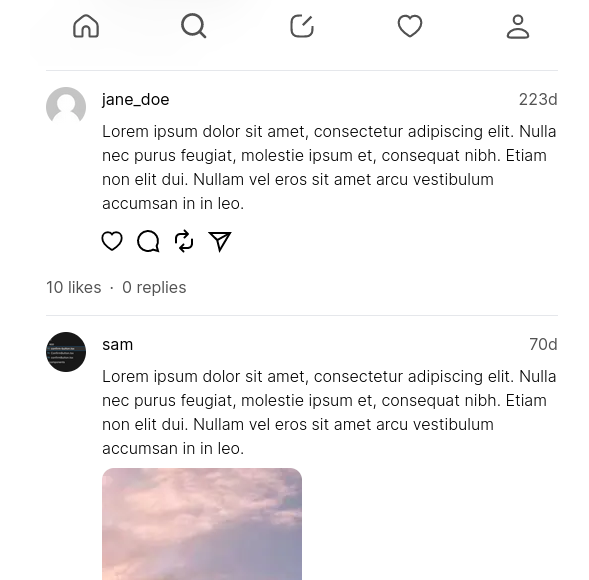 jane_doe 223d
Lorem ipsum dolor sit amet, consectetur adipiscing elit. Nulla
nec purus feugiat, molestie ipsum et, consequat nibh. Etiam
non elit dui. Nullam vel eros sit amet arcu vestibulum
accumsan in in leo.
10 likes · 0 replies
sam 70d
Lorem ipsum dolor sit amet, consectetur adipiscing elit. Nulla
nec purus feugiat, molestie ipsum et, consequat nibh. Etiam
non elit dui. Nullam vel eros sit amet arcu vestibulum
accumsan in in leo.